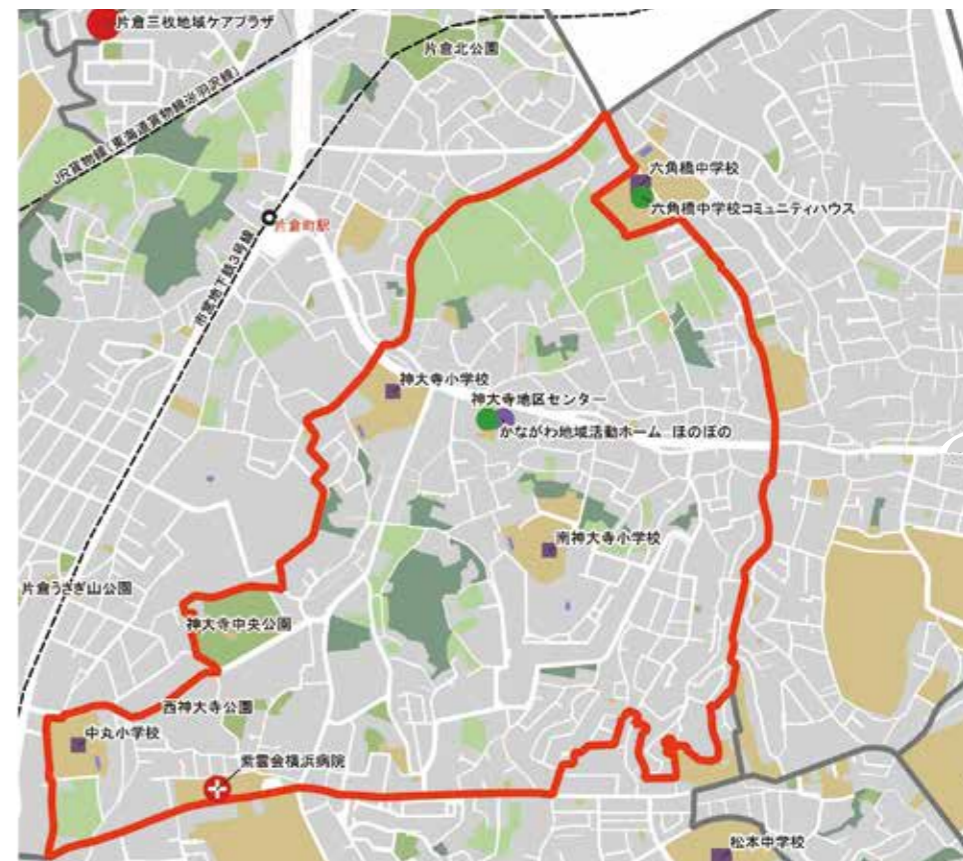 片倉三枚地域ケアプラザ
片倉北公園
JR貨物線(東海道貨物線・羽沢線)
六角橋中学校
六角橋中学校コミュニティハウス
片倉町駅
市営地下鉄3号線
神大寺小学校
神大寺地区センター
かながわ地域活動ホーム ほのぼの
南神大寺小学校
片倉うさぎ山公園
神大寺中央公園
西神大寺公園
中丸小学校
紫雲会横浜病院
松本中学校